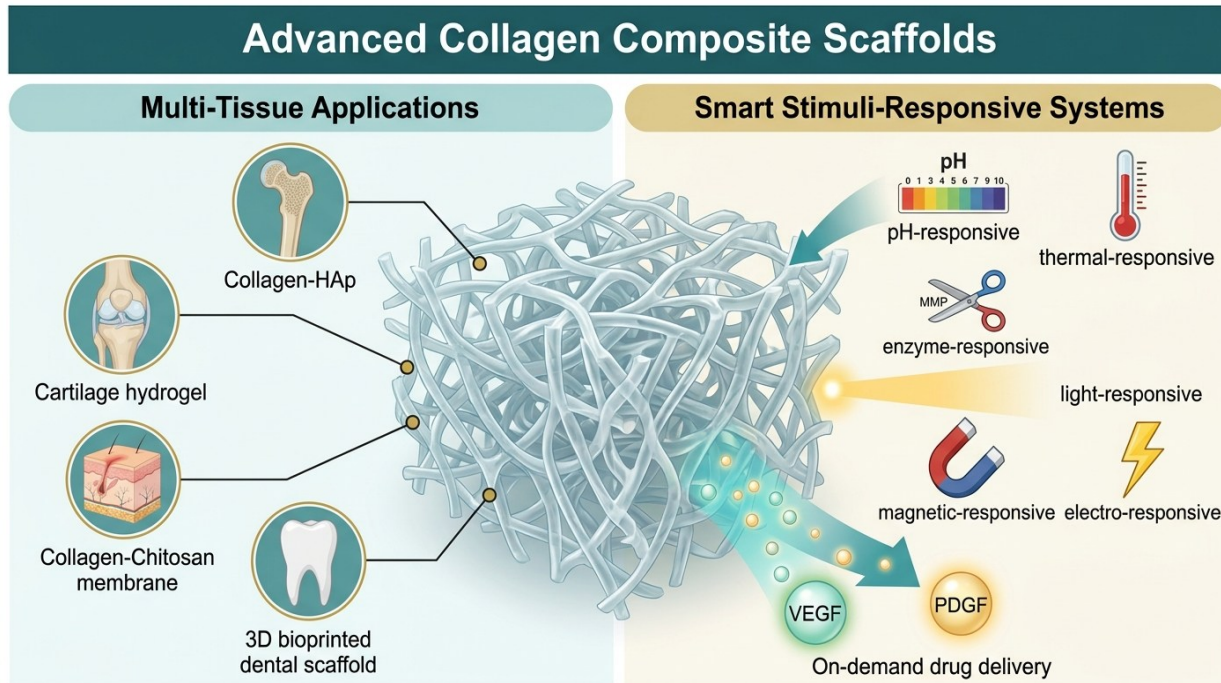 Advanced Collagen Composite Scaffolds
Multi-Tissue Applications
Collagen-HAp
Cartilage hydrogel
Collagen-Chitosan
membrane
3D bioprinted
dental scaffold
Smart Stimuli-Responsive Systems
pH
0 1 3 4 5 6 7 9 10
pH-responsive
thermal-responsive
MMP
enzyme-responsive
light-responsive
magnetic-responsive
electro-responsive
VEGF
PDGF
On-demand drug delivery